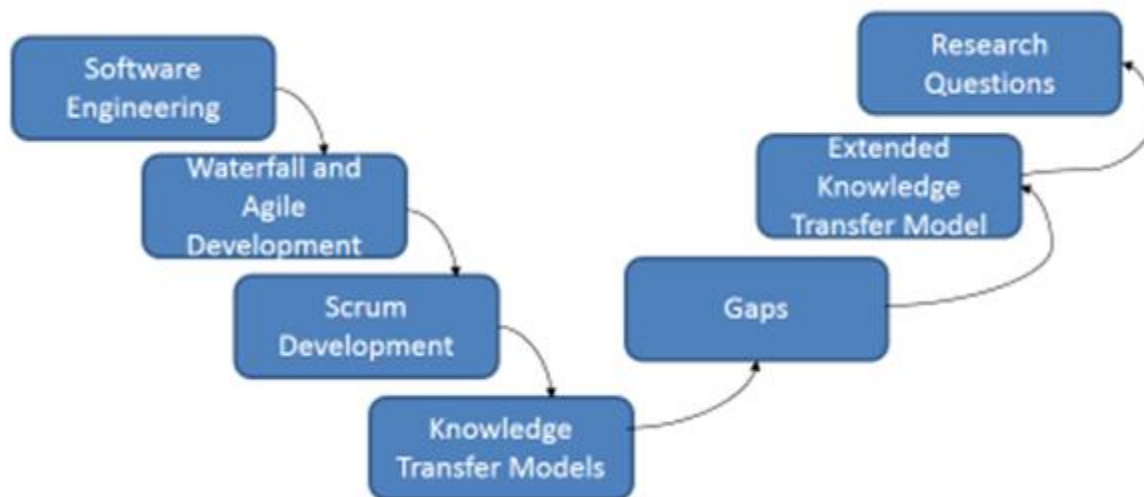 Software
Engineering
Waterfall and
Agile
Development
Scrum
Development
Knowledge
Transfer Models
Gaps
Extended
Knowledge
Transfer Model
Research
Questions